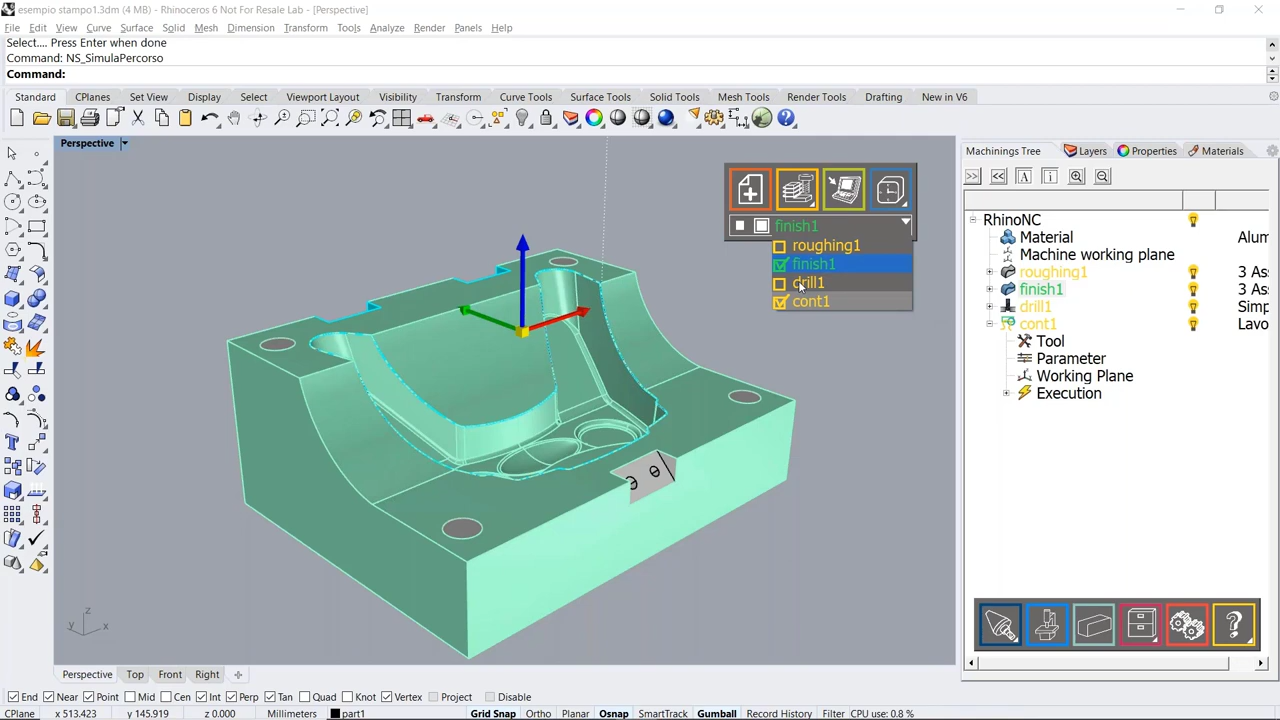 esempio stampo1.3dm (4 MB) - Rhinoceros 6 Not For Resale Lab - [Perspective]
File Edit View Curve Surface Solid Mesh Dimension Transform Tools Analyze Render Panels Help
Select.... Press Enter when done
Command: NS_SimulaPercorso
Command:
Standard CPlanes Set View Display Select Viewport Layout Visibility Transform Curve Tools Surface Tools Solid Tools Mesh Tools Render Tools Drafting New in V6
Perspective
Machinings Tree Layers Properties Materials
>> << A i
finish1
roughing1
finish1
drill1
cont1
RhinoNC
Material Alum
Machine working plane
roughing1 3 Ass
finish1 3 Ass
drill1 3 Ass
cont1 Lavo
Tool
Parameter
Working Plane
Execution
z
y
x
Perspective Top Front Right
End Near Point Mid Cen Int Perp Tan Quad Knot Vertex Project Disable
CPlane x 513.423 y 145.919 z 0.000 Millimeters part1 Grid Snap Ortho Planar Osnap SmartTrack Gumball Record History Filter CPU use: 0.8 %